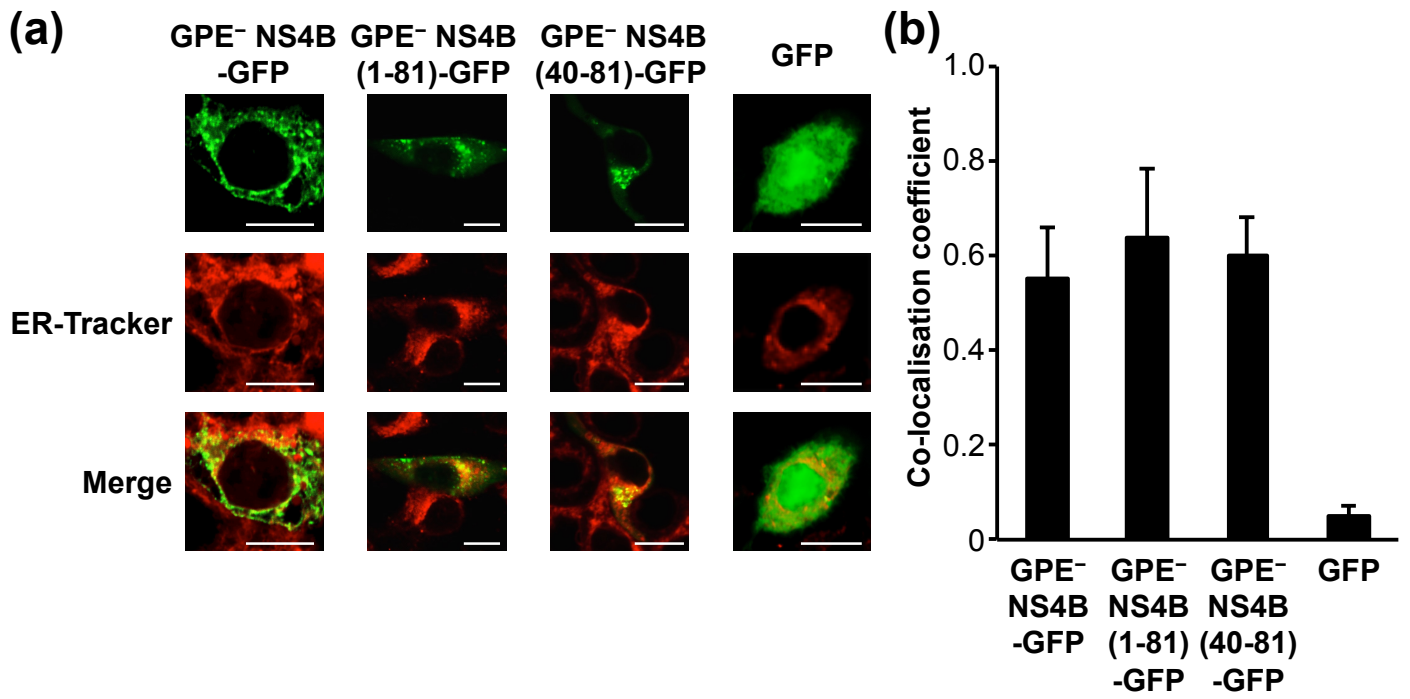 (a)
GPE⁻ NS4B
-GFP
GPE⁻ NS4B
(1-81)-GFP
GPE⁻ NS4B
(40-81)-GFP
GFP
ER-Tracker
Merge
(b)
Co-localisation coefficient
1.0
0.8
0.6
0.4
0.2
0
GPE⁻
NS4B
-GFP
GPE⁻
NS4B
(1-81)
-GFP
GPE⁻
NS4B
(40-81)
-GFP
GFP